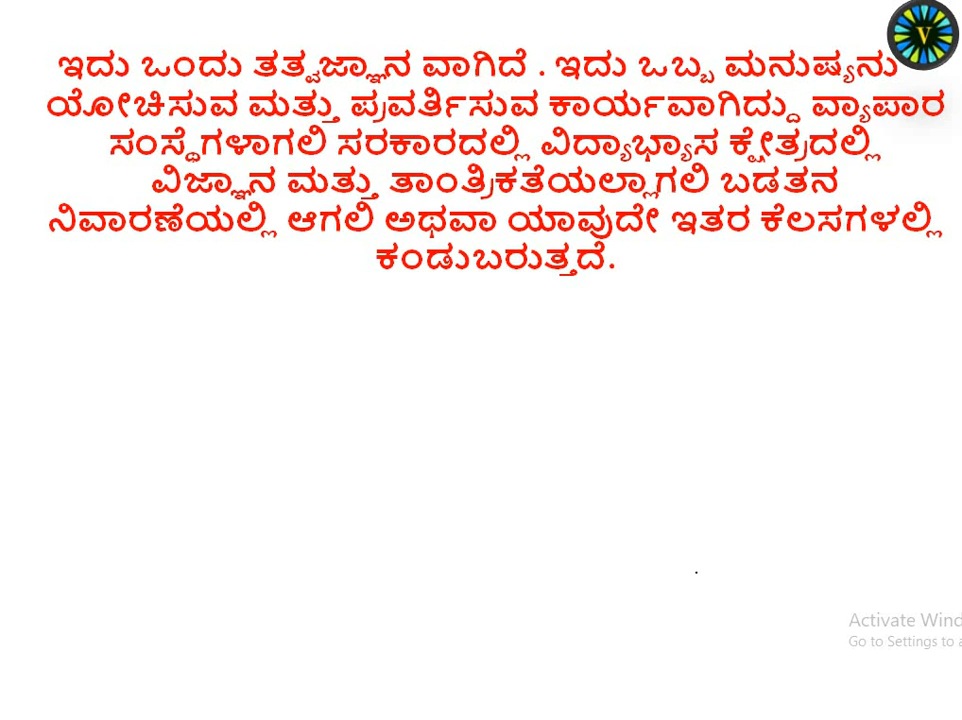 ಇದು ಒಂದು ತತ್ವಜ್ಞಾನ ವಾಗಿದೆ . ಇದು ಒಬ್ಬ ಮನುಷ್ಯನು
ಯೋಚಿಸುವ ಮತ್ತು ಪ್ರವರ್ತಿಸುವ ಕಾರ್ಯವಾಗಿದ್ದು ವ್ಯಾಪಾರ
ಸಂಸ್ಥೆಗಳಾಗಲಿ ಸರಕಾರದಲ್ಲಿ ವಿದ್ಯಾಭ್ಯಾಸ ಕ್ಷೇತ್ರದಲ್ಲಿ
ವಿಜ್ಞಾನ ಮತ್ತು ತಾಂತ್ರಿಕತೆಯಲ್ಲಾಗಲಿ ಬಡತನ
ನಿವಾರಣೆಯಲ್ಲಿ ಆಗಲಿ ಅಥವಾ ಯಾವುದೇ ಇತರ ಕೆಲಸಗಳಲ್ಲಿ
ಕಂಡುಬರುತ್ತದೆ.
V
Activate Wind
Go to Settings to a